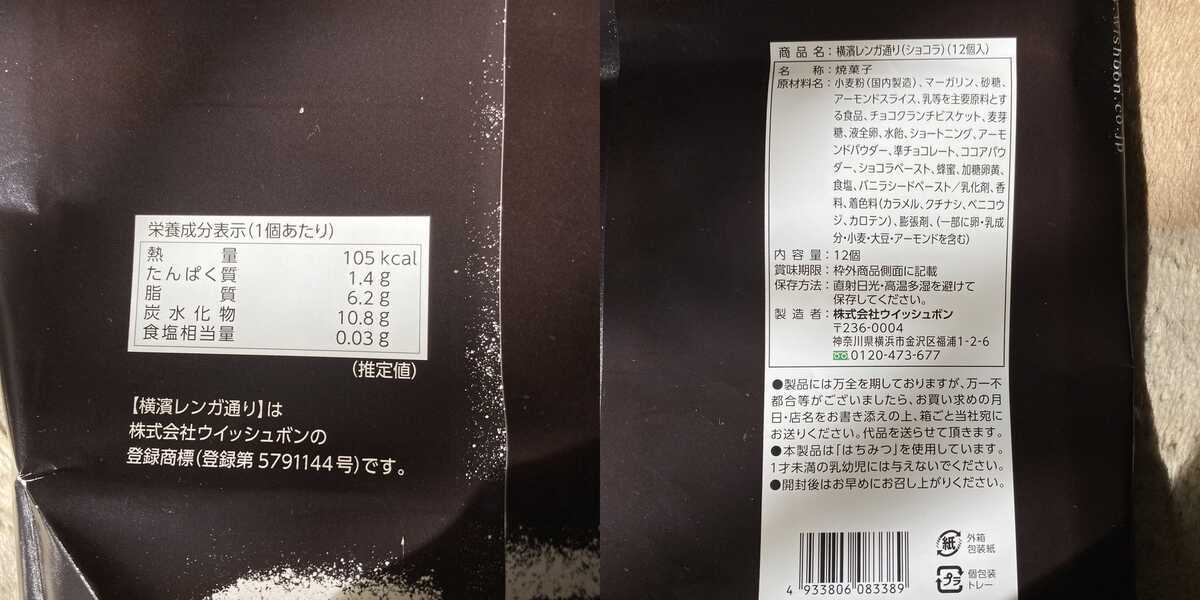 栄養成分表示(1個あたり)
熱量 105 kcal
たんぱく質 1.4 g
脂質 6.2 g
炭水化物 10.8 g
食塩相当量 0.03 g
(推定値)
【横濱レンガ通り】は
株式会社ウイッシュボンの
登録商標(登録第5791144号)です。
商品名:横濱レンガ通り(ショコラ)(12個入)
名称:焼菓子
原材料名:小麦粉(国内製造)、マーガリン、砂糖、
アーモンドスライス、乳等を主要原料とす
る食品、チョコクランチビスケット、麦芽
糖、液全卵、水飴、ショートニング、アーモ
ンドパウダー、準チョコレート、ココアパウ
ダー、ショコラペースト、蜂蜜、加糖卵黄、
食塩、バニラシードペースト/乳化剤、香
料、着色料(カラメル、クチナシ、ベニコウ
ジ、カロテン)、膨張剤、(一部に卵・乳成
分・小麦・大豆・アーモンドを含む)
内容量:12個
賞味期限:枠外商品側面に記載
保存方法:直射日光・高温多湿を避けて
保存してください。
製造者:株式会社ウイッシュボン
〒236-0004
神奈川県横浜市金沢区福浦1-2-6
0120-473-677
●製品には万全を期しておりますが、万一不
都合等がございましたら、お買い求めの月
日・店名をお書き添えの上、箱ごと当社宛に
お送りください。代品を送らせて頂きます。
●本製品は「はちみつ」を使用しています。
1才未満の乳幼児には与えないでください。
●開封後はお早めにお召し上がりください。
4 933806 083389
紙 外箱
包装紙
プラ 個包装
トレー
wishbon.co.jp